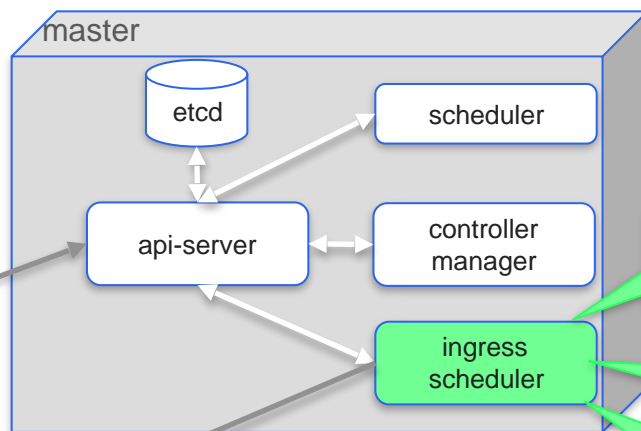 master
etcd
scheduler
api-server
controller
manager
ingress
scheduler